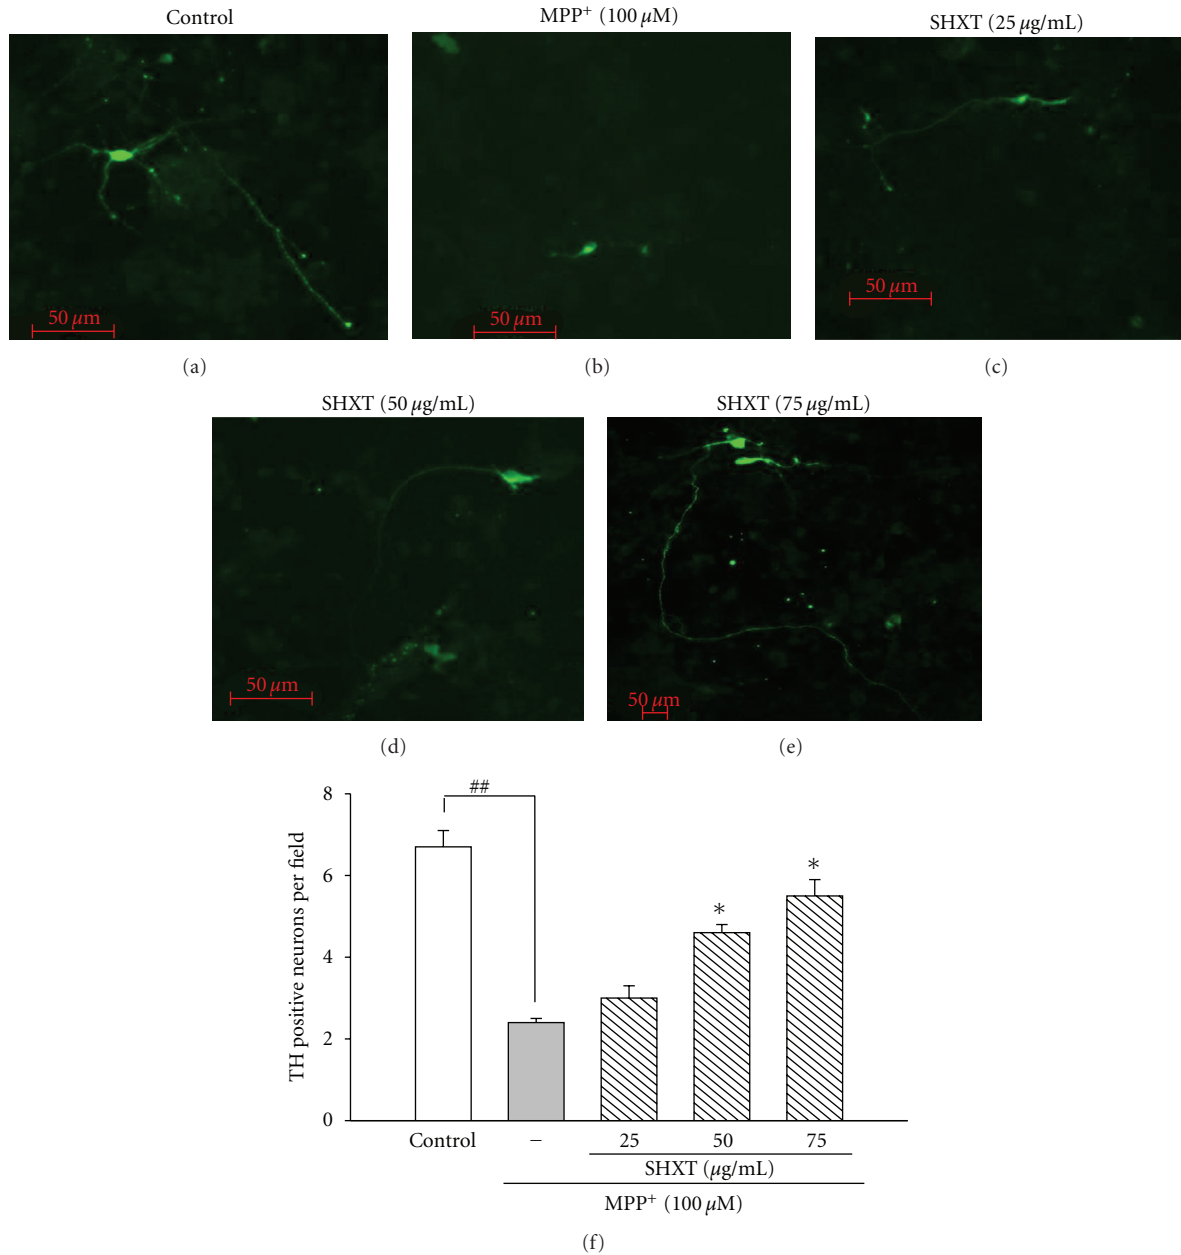 Control
MPP⁺ (100 μM)
SHXT (25 μg/mL)
50 μm
50 μm
50 μm
(a)
(b)
(c)
SHXT (50 μg/mL)
SHXT (75 μg/mL)
50 μm
50 μm
(d)
(e)
##
8
6
4
2
0
TH positive neurons per field
*
*
Control
−
25
50
75
SHXT (μg/mL)
MPP⁺ (100 μM)
(f)